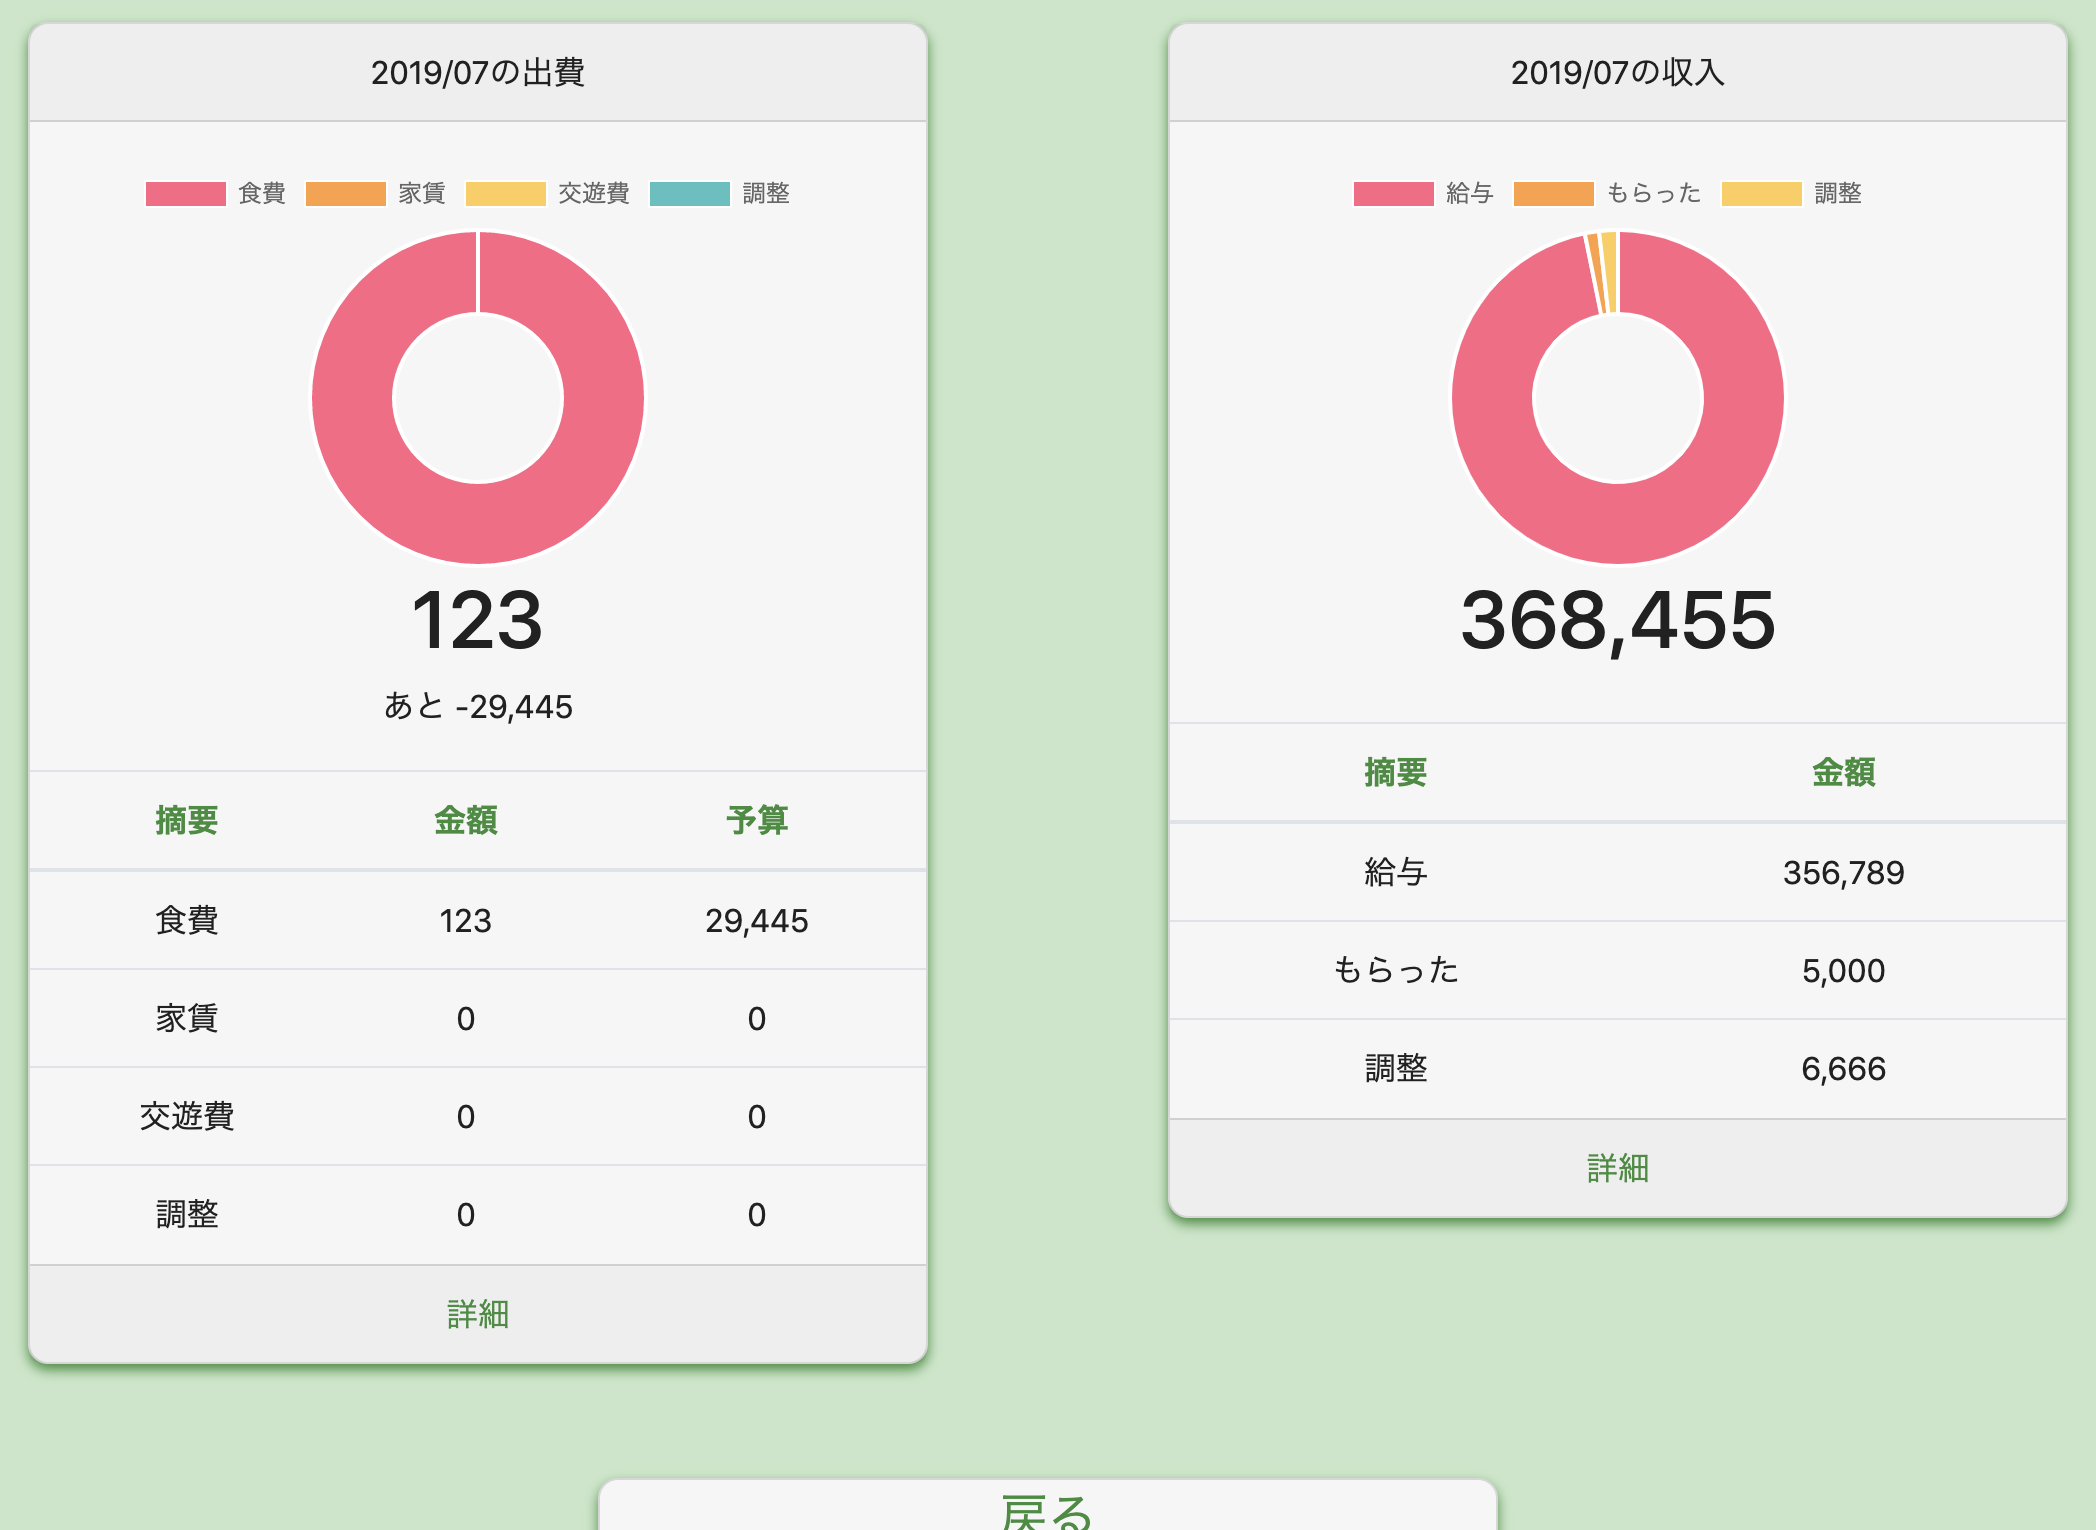 2019/07の出費
食費 家賃 交遊費 調整
123
あと -29,445
摘要 金額 予算
食費 123 29,445
家賃 0 0
交遊費 0 0
調整 0 0
詳細
2019/07の収入
給与 もらった 調整
368,455
摘要 金額
給与 356,789
もらった 5,000
調整 6,666
詳細
戻る